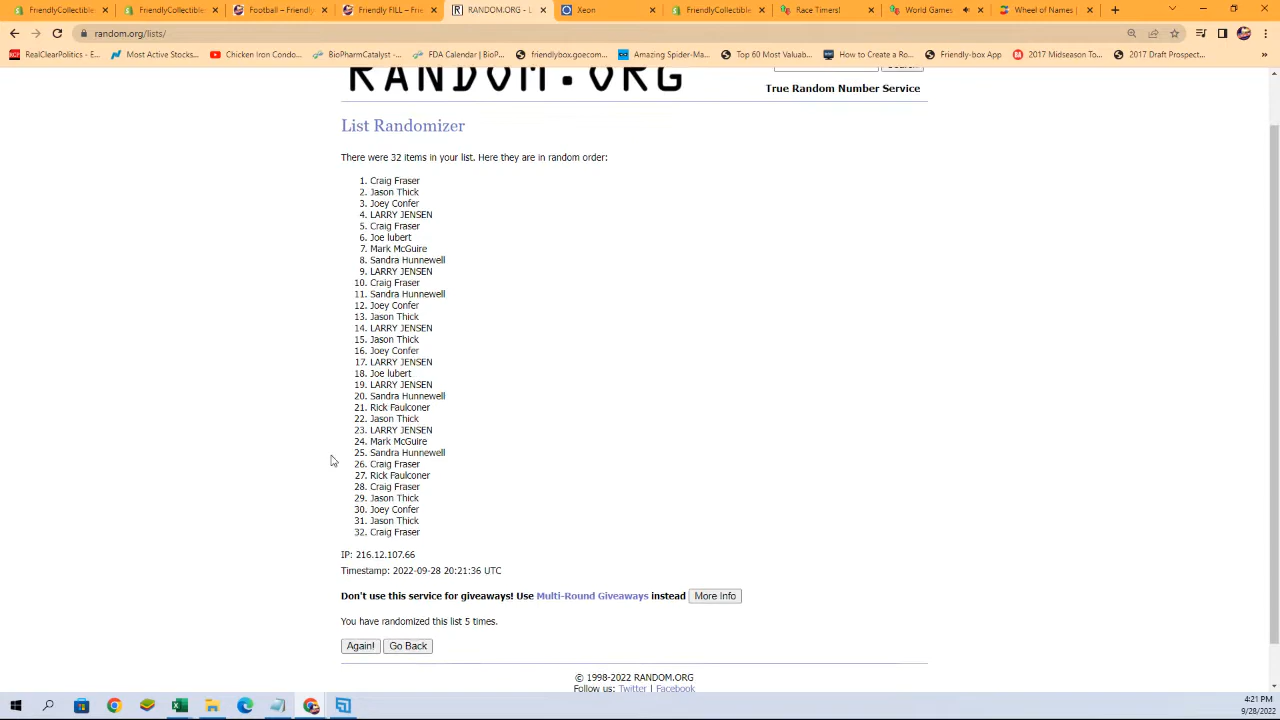 FriendlyCollectible
FriendlyCollectible
Football – Friendly
Friendly FILL – Frie
RANDOM.ORG - L
Xeon
FriendlyCollectible
Race Timers!
World Games
Wheel of Names |
random.org/lists/
RealClearPolitics - E...
Most Active Stocks...
Chicken Iron Condo...
BioPharmCatalyst -...
FDA Calendar | BioP...
friendlybox.goecom...
Amazing Spider-Ma...
Top 60 Most Valuab...
How to Create a Ro...
Friendly-box App
2017 Midseason To...
2017 Draft Prospect...
RANDOM.ORG
True Random Number Service
List Randomizer
There were 32 items in your list. Here they are in random order:
1. Craig Fraser
2. Jason Thick
3. Joey Confer
4. LARRY JENSEN
5. Craig Fraser
6. Joe lubert
7. Mark McGuire
8. Sandra Hunnewell
9. LARRY JENSEN
10. Craig Fraser
11. Sandra Hunnewell
12. Joey Confer
13. Jason Thick
14. LARRY JENSEN
15. Jason Thick
16. Joey Confer
17. LARRY JENSEN
18. Joe lubert
19. LARRY JENSEN
20. Sandra Hunnewell
21. Rick Faulconer
22. Jason Thick
23. LARRY JENSEN
24. Mark McGuire
25. Sandra Hunnewell
26. Craig Fraser
27. Rick Faulconer
28. Craig Fraser
29. Jason Thick
30. Joey Confer
31. Jason Thick
32. Craig Fraser
IP: 216.12.107.66
Timestamp: 2022-09-28 20:21:36 UTC
Don't use this service for giveaways! Use Multi-Round Giveaways instead More Info
You have randomized this list 5 times.
Again! Go Back
© 1998-2022 RANDOM.ORG
Follow us: Twitter | Facebook
4:21 PM
9/28/2022